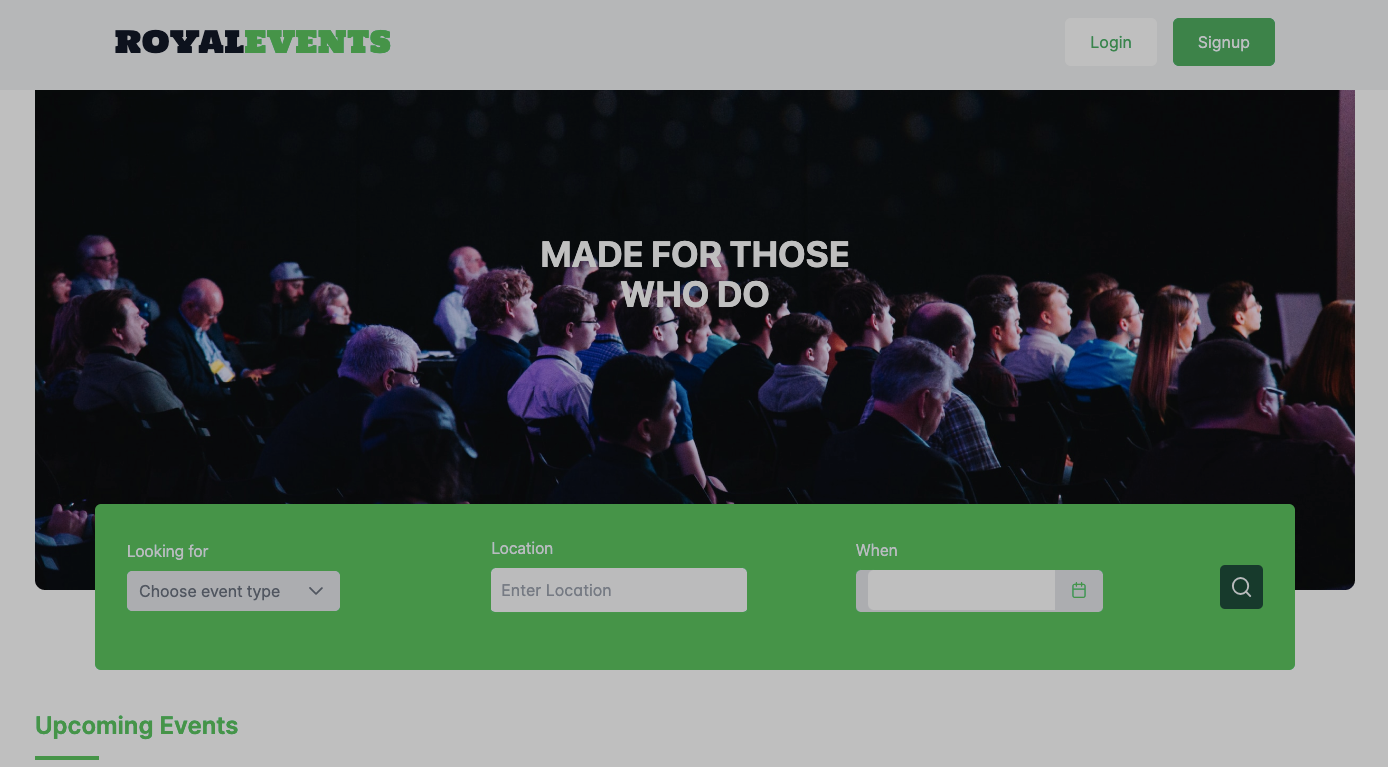 ROYALEVENTS
Login
Signup
MADE FOR THOSE
WHO DO
Looking for
Location
When
Choose event type
Enter Location
Upcoming Events